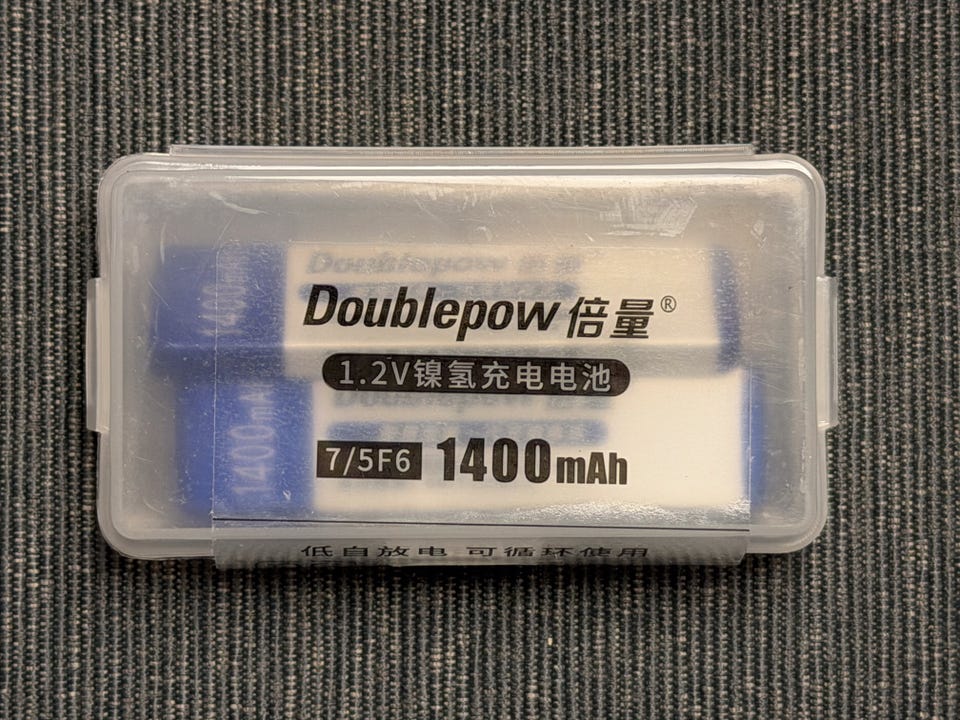 Doublepow 倍量®
1.2V镍氢充电电池
7/5F6 1400mAh
1400mA
低自放电 可循环使用